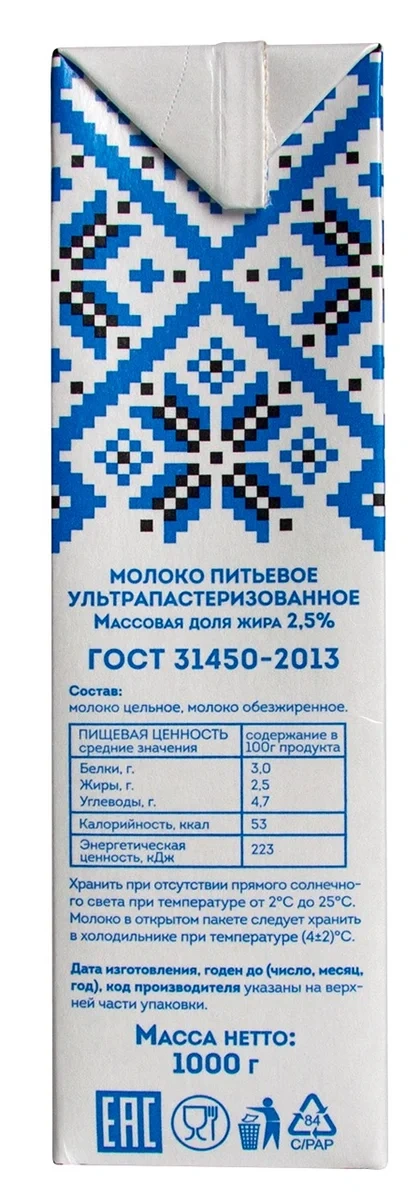 МОЛОКО ПИТЬЕВОЕ
УЛЬТРАПАСТЕРИЗОВАННОЕ
МАССОВАЯ ДОЛЯ ЖИРА 2,5%
ГОСТ 31450-2013
Состав:
молоко цельное, молоко обезжиренное.
ПИЩЕВАЯ ЦЕННОСТЬ содержание в
средние значения 100г продукта
Белки, г. 3,0
Жиры, г. 2,5
Углеводы, г. 4,7
Калорийность, ккал 53
Энергетическая
ценность, кДж 223
Хранить при отсутствии прямого солнечно-
го света при температуре от 2°С до 25°С.
Молоко в открытом пакете следует хранить
в холодильнике при температуре (4±2)°С.
Дата изготовления, годен до (число, месяц,
год), код производителя указаны на верх-
ней части упаковки.
МАССА НЕТТО:
1000 г
EAC
84
C/PAP